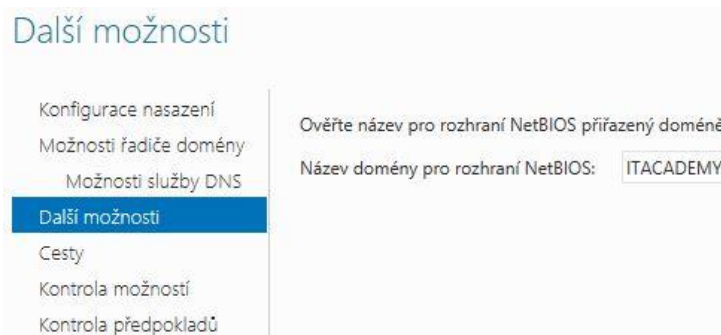 Další možnosti
Konfigurace nasazení
Možnosti řadiče domény
Možnosti služby DNS
Další možnosti
Cesty
Kontrola možností
Kontrola předpokladů
Ověřte název pro rozhraní NetBIOS přiřazený doméně
Název domény pro rozhraní NetBIOS: ITACADEMY